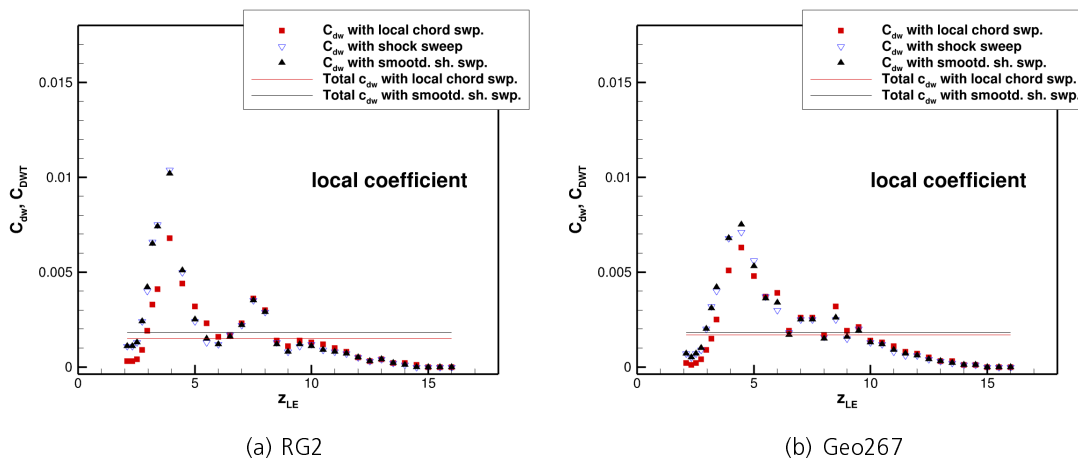 C_dw with local chord swp.
C_dw with shock sweep
C_dw with smootd. sh. swp.
Total c_dw with local chord swp.
Total c_dw with smootd. sh. swp.
0.015
0.01
0.005
0
C_dw, C_DWT
local coefficient
0 5 10 15
z_LE
(a) RG2
C_dw with local chord swp.
C_dw with shock sweep
C_dw with smootd. sh. swp.
Total c_dw with local chord swp.
Total c_dw with smootd. sh. swp.
0.015
0.01
0.005
0
C_dw, C_DWT
local coefficient
0 5 10 15
z_LE
(b) Geo267